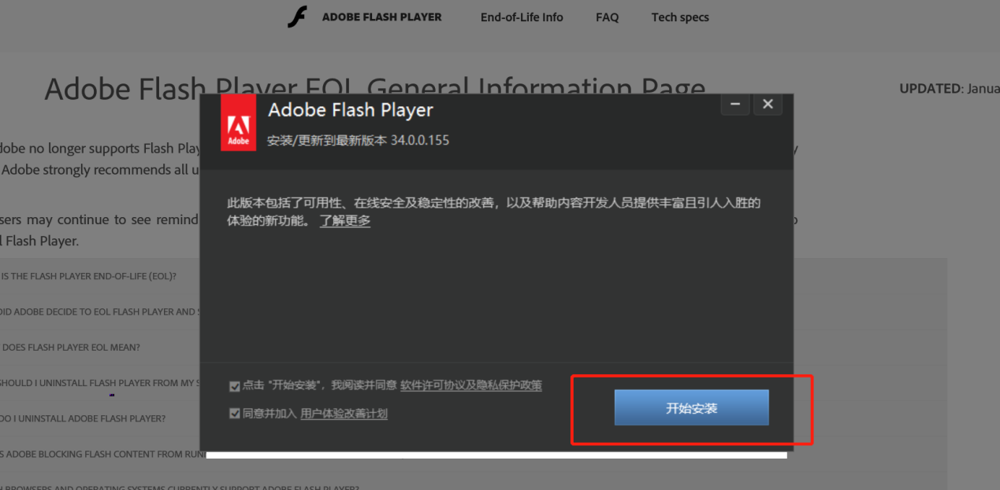 ADOBE FLASH PLAYER End-of-Life Info FAQ Tech specs
Adobe Flash Player EOL General Information Page
UPDATED: Janua
dobe no longer supports Flash Play
Adobe strongly recommends all u
sers may continue to see remind
l Flash Player.
IS THE FLASH PLAYER END-OF-LIFE (EOL)?
DID ADOBE DECIDE TO EOL FLASH PLAYER AND
DOES FLASH PLAYER EOL MEAN?
SHOULD I UNINSTALL FLASH PLAYER FROM MY S
DO I UNINSTALL ADOBE FLASH PLAYER?
S ADOBE BLOCKING FLASH CONTENT FROM RUN
H BROWSERS AND OPERATING SYSTEMS CURRENTLY SUPPORT ADOBE FLASH PLAYER?
Adobe
Adobe Flash Player
安装/更新到最新版本 34.0.0.155
此版本包括了可用性、在线安全及稳定性的改善，以及帮助内容开发人员提供丰富且引人入胜的
体验的新功能。 了解更多
点击 "开始安装"，我阅读并同意 软件许可协议及隐私保护政策
同意并加入 用户体验改善计划
开始安装